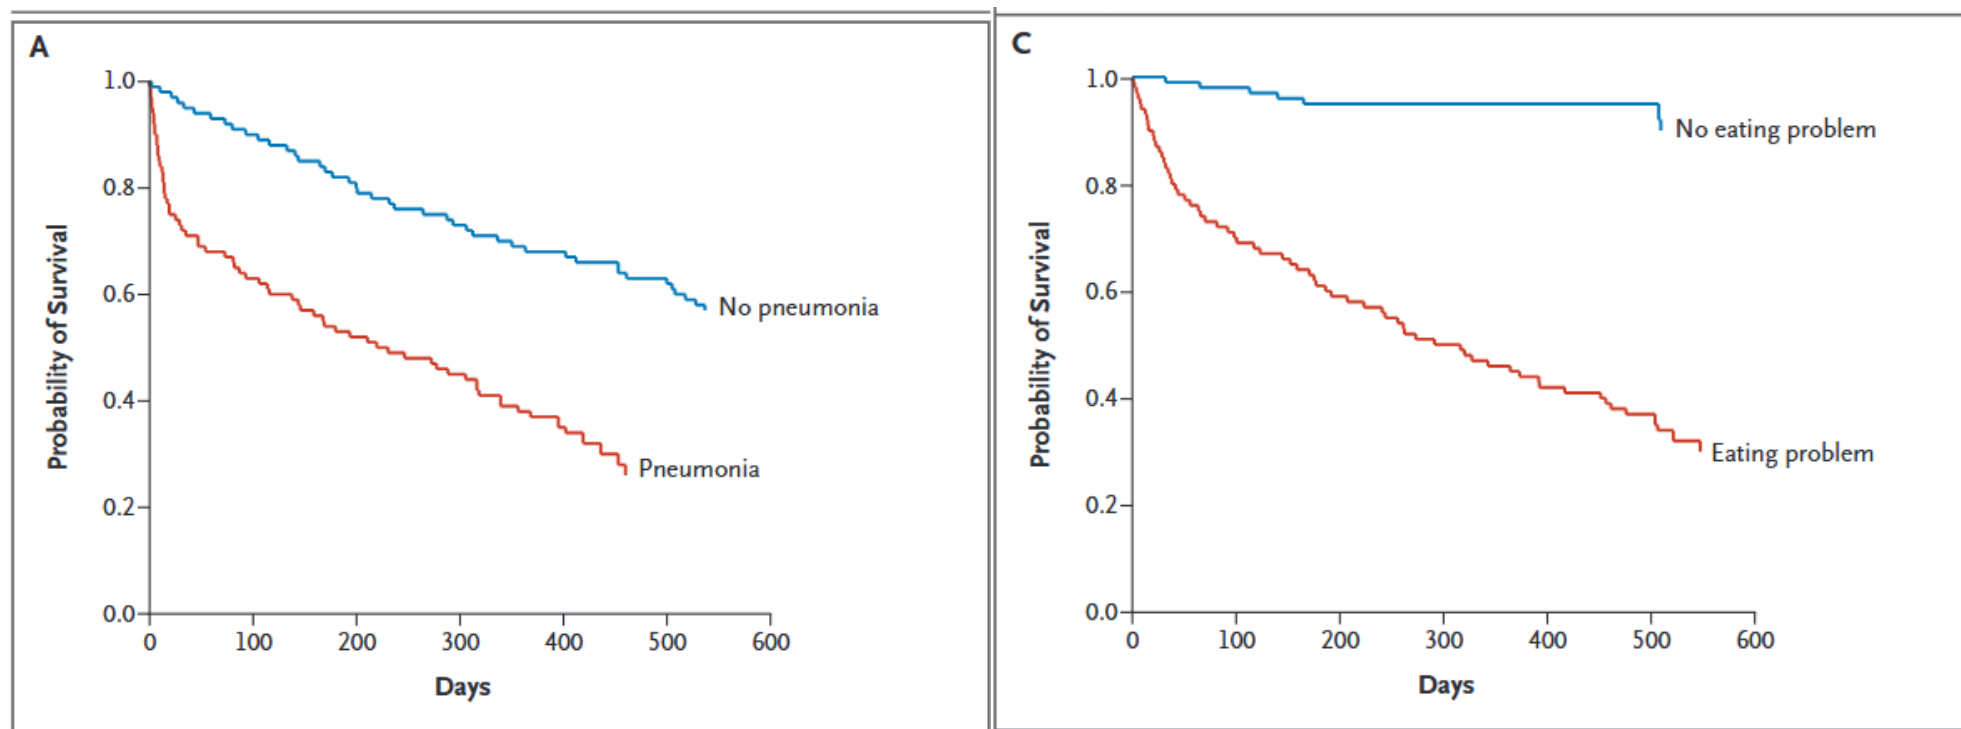 A
Probability of Survival
1.0
0.8
0.6
0.4
0.2
0.0
No pneumonia
Pneumonia
0 100 200 300 400 500 600
Days
C
Probability of Survival
1.0
0.8
0.6
0.4
0.2
0.0
No eating problem
Eating problem
0 100 200 300 400 500 600
Days